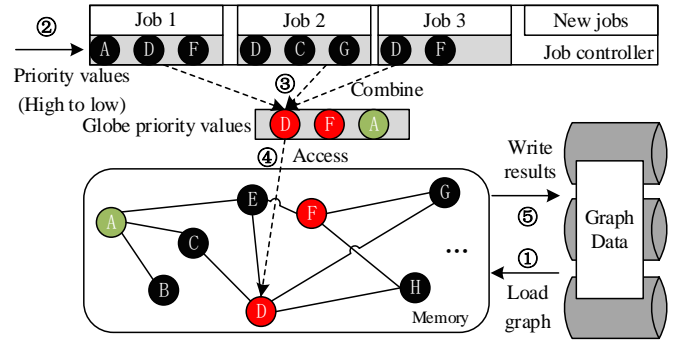 Job 1 Job 2 Job 3 New jobs
② A D F D C G D F Job controller
Priority values
(High to low)
③ Combine
Globe priority values D F A
④ Access
Write
results
⑤
A E F G
C
B D H ...
Memory
Graph
Data
①
Load
graph